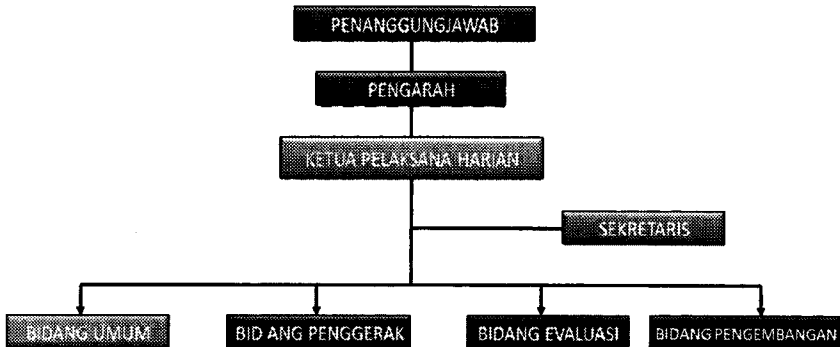 PENANGGUNGJAWAB
PENGARAH
KETUA PELAKSANA HARIAN
SEKRETARIS
BIDANG UMUM
BID ANG PENGGERAK
BIDANG EVALUASI
BIDANG PENGEMBANGAN